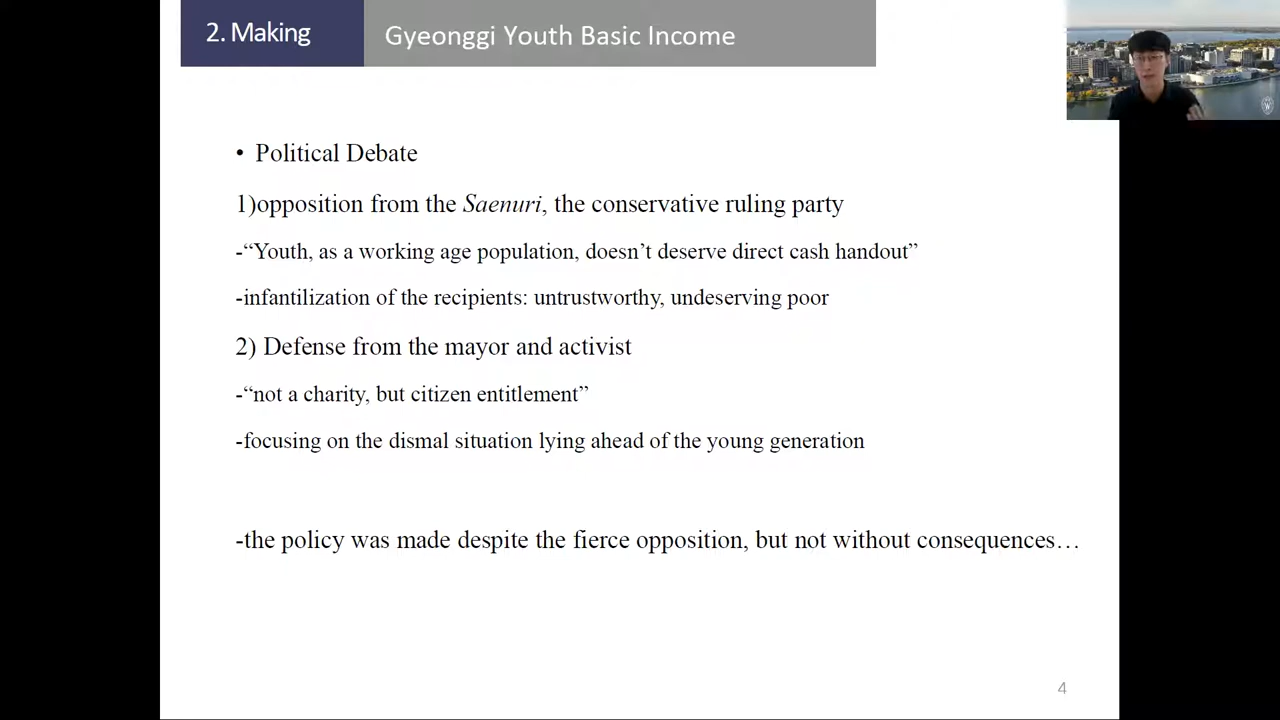 2. Making
Gyeonggi Youth Basic Income
• Political Debate
1)opposition from the Saenuri, the conservative ruling party
-“Youth, as a working age population, doesn’t deserve direct cash handout”
-infantilization of the recipients: untrustworthy, undeserving poor
2) Defense from the mayor and activist
-“not a charity, but citizen entitlement”
-focusing on the dismal situation lying ahead of the young generation
-the policy was made despite the fierce opposition, but not without consequences…
4